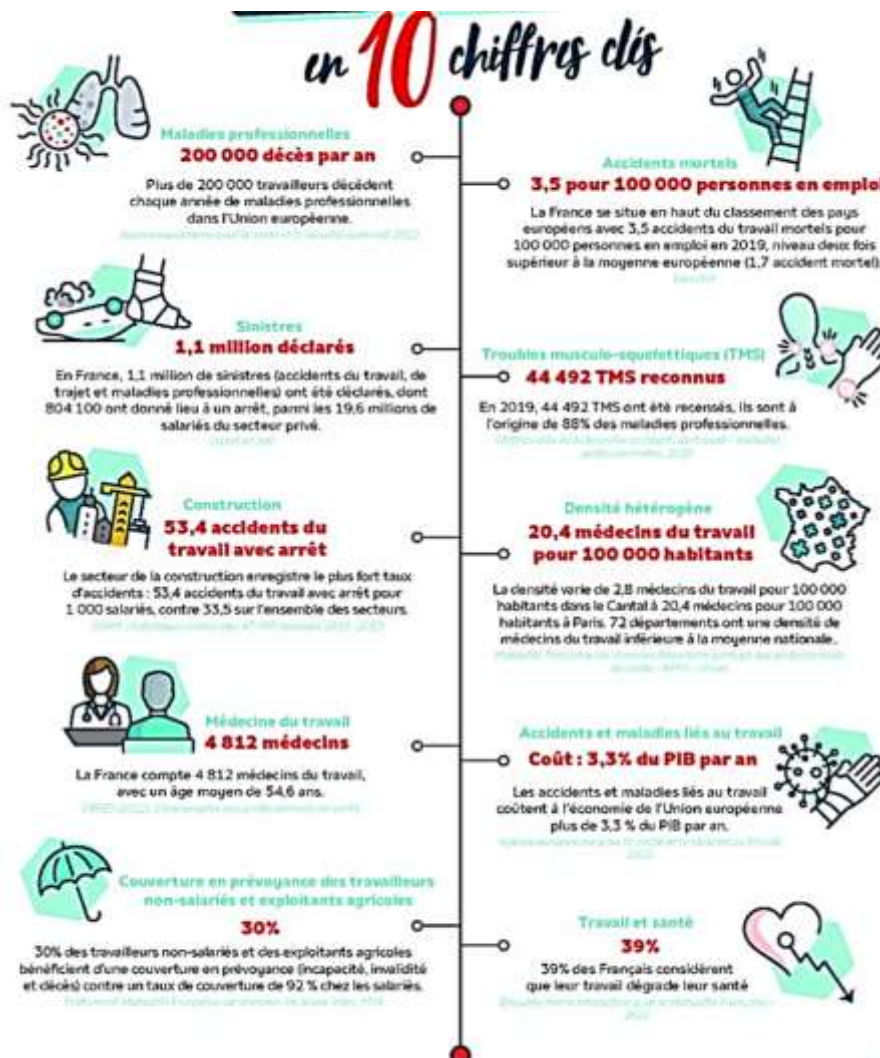 en 10 chiffres clés
Maladies professionnelles
200 000 décès par an
Plus de 200 000 travailleurs décèdent
chaque année de maladies professionnelles
dans l'Union européenne.
Accidents mortels
3,5 pour 100 000 personnes en emploi
La France se situe en haut du classement des pays
européens avec 3,5 accidents du travail mortels pour
100 000 personnes en emploi en 2019, niveau deux fois
supérieur à la moyenne européenne (1,7 accident mortel)
Sinistres
1,1 million déclarés
En France, 1,1 million de sinistres (accidents du travail, de
trajet et maladies professionnelles) ont été déclarés, dont
804 100 ont donné lieu à un arrêt, parmi les 19,6 millions de
salariés du secteur privé.
Troubles musculo-squelettiques (TMS)
44 492 TMS reconnus
En 2019, 44 492 TMS ont été recensés, ils sont à
l'origine de 88% des maladies professionnelles.
Construction
53,4 accidents du
travail avec arrêt
Le secteur de la construction enregistre le plus fort taux
d'accidents : 53,4 accidents du travail avec arrêt pour
1 000 salariés, contre 33,5 sur l'ensemble des secteurs
Densité hétérogène
20,4 médecins du travail
pour 100 000 habitants
La densité varie de 2,8 médecins du travail pour 100 000
habitants dans le Cantal à 20,4 médecins pour 100 000
habitants à Paris. 72 départements ont une densité de
médecins du travail inférieure à la moyenne nationale.
Médecine du travail
4 812 médecins
La France compte 4 812 médecins du travail,
avec un âge moyen de 54,6 ans.
Accidents et maladies liés au travail
Coût : 3,3% du PIB par an
Les accidents et maladies liés au travail
coûtent à l'économie de l'Union européenne
plus de 3,3 % du PIB par an.
Couverture en prévoyance des travailleurs
non-salariés et exploitants agricoles
30%
30% des travailleurs non-salariés et des exploitants agricoles
bénéficient d'une couverture en prévoyance (incapacité, invalidité
et décès) contre un taux de couverture de 92 % chez les salariés.
Travail et santé
39%
39% des Français considèrent
que leur travail dégrade leur santé